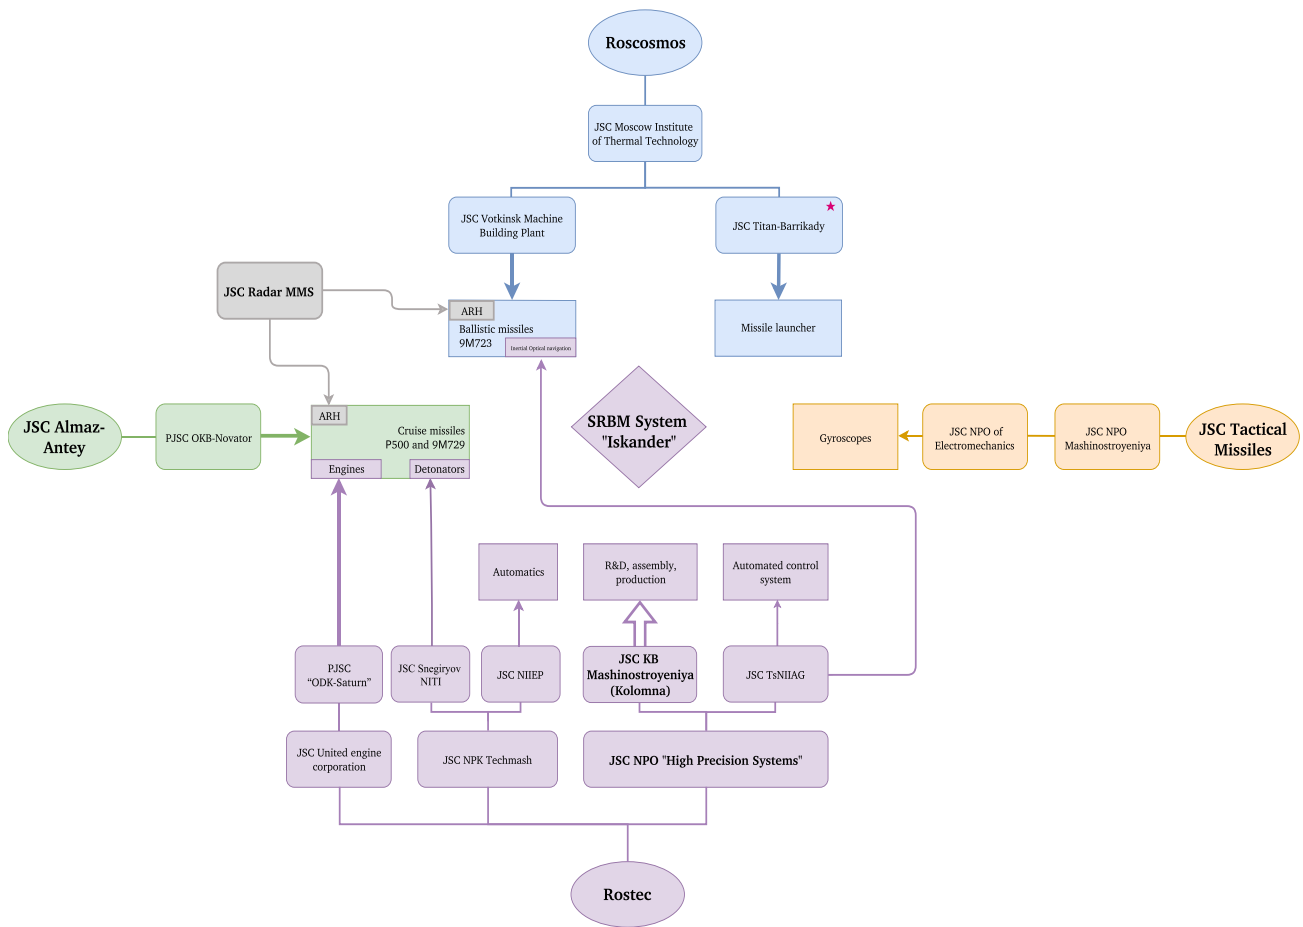 Roscosmos
JSC Moscow Institute
of Thermal Technology
JSC Votkinsk Machine
Building Plant
JSC Titan-Barrikady
JSC Radar MMS
ARH
Ballistic missiles
9M723
Inertial Optical navigation
Missile launcher
JSC Almaz-
Antey
PJSC OKB-Novator
ARH
Cruise missiles
P500 and 9M729
Engines
Detonators
SRBM System
"Iskander"
Gyroscopes
JSC NPO of
Electromechanics
JSC NPO
Mashinostroyeniya
JSC Tactical
Missiles
Automatics
R&D, assembly,
production
Automated control
system
PJSC
“ODK-Saturn”
JSC Snegiryov
NITI
JSC NIIEP
JSC KB
Mashinostroyeniya
(Kolomna)
JSC TsNIIAG
JSC United engine
corporation
JSC NPK Techmash
JSC NPO "High Precision Systems"
Rostec